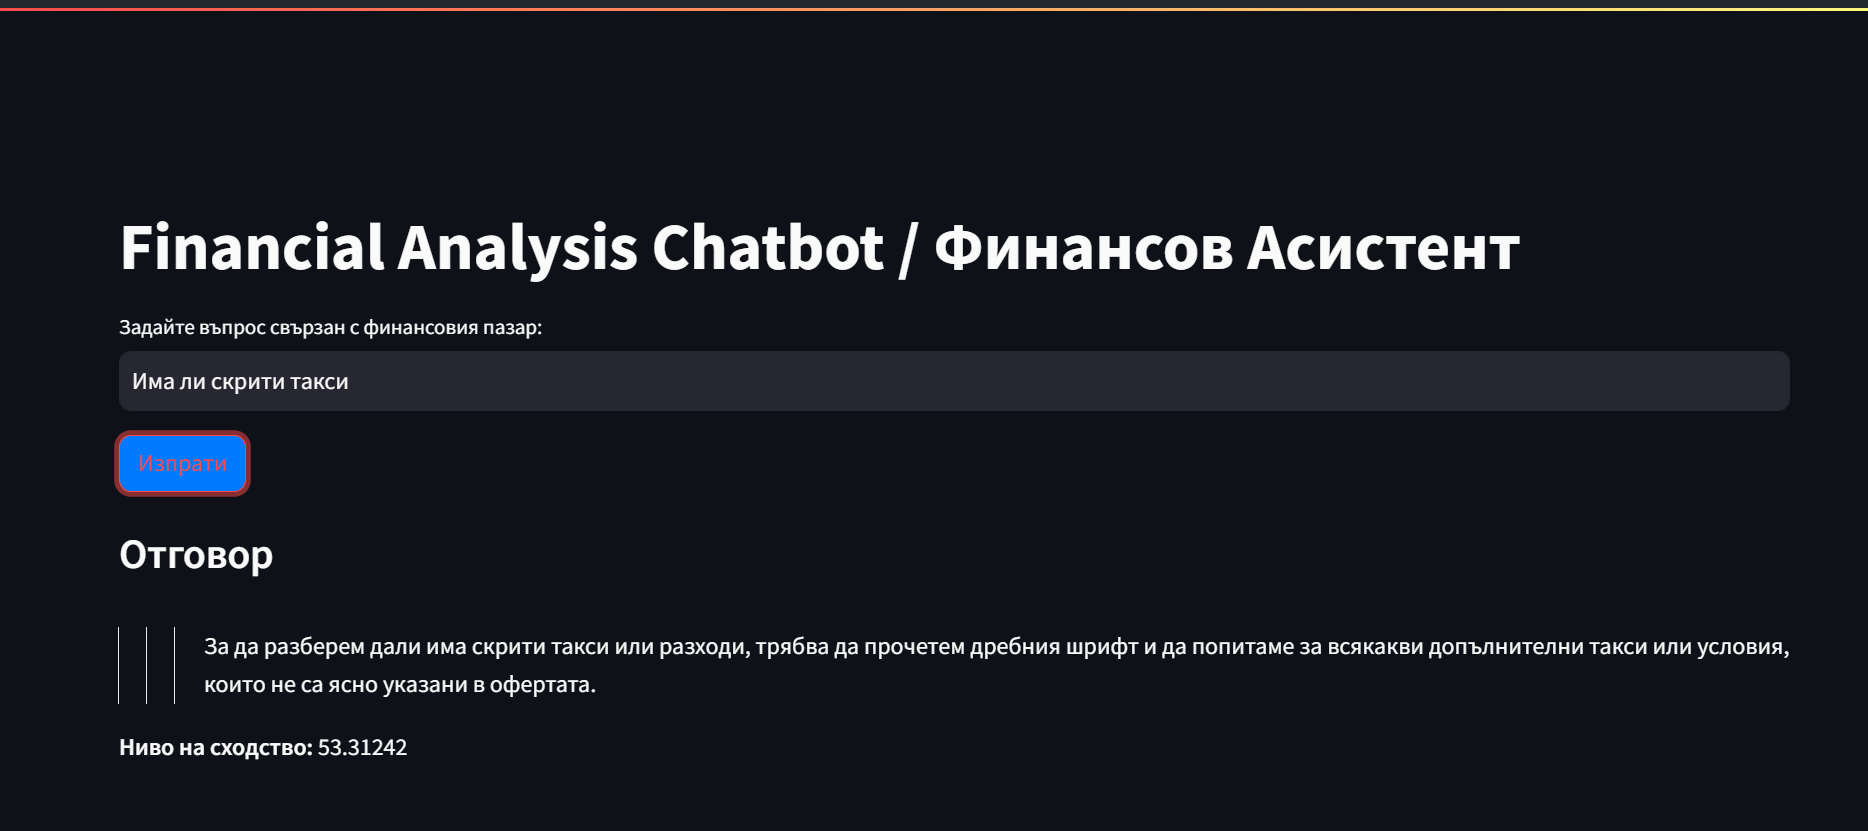 Financial Analysis Chatbot / Финансов Асистент
Задайте въпрос свързан с финансовия пазар:
Има ли скрити такси
Изпрати
Отговор
За да разберем дали има скрити такси или разходи, трябва да прочетем дребния шрифт и да попитаме за всякакви допълнителни такси или условия,
които не са ясно указани в офертата.
Ниво на сходство: 53.31242